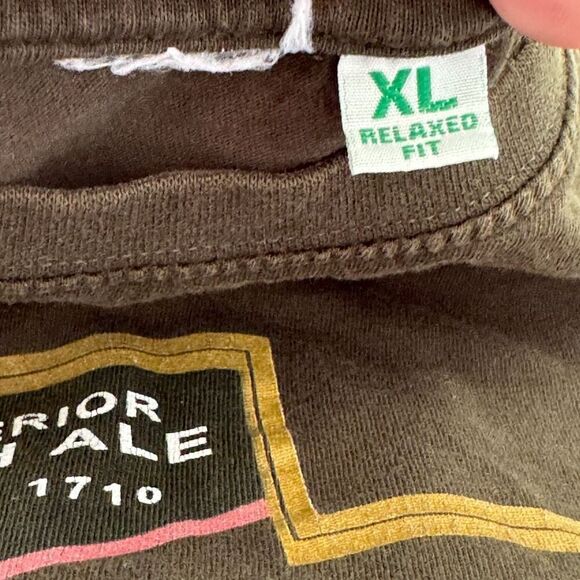 XL
RELAXED
FIT
ERIOR
ALE
1710